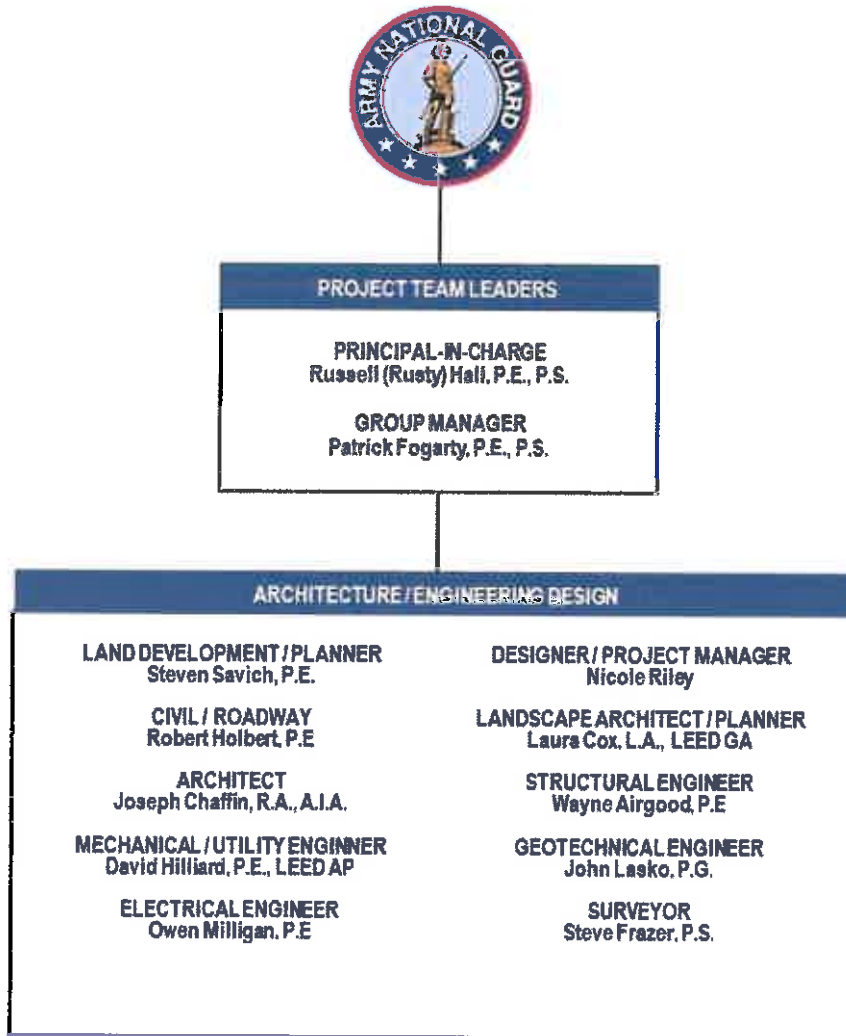 ARMY NATIONAL GUARD
PROJECT TEAM LEADERS
PRINCIPAL-IN-CHARGE
Russell (Rusty) Hall, P.E., P.S.
GROUP MANAGER
Patrick Fogarty, P.E., P.S.
ARCHITECTURE / ENGINEERING DESIGN
LAND DEVELOPMENT / PLANNER
Steven Savich, P.E.
CIVIL / ROADWAY
Robert Holbert, P.E
ARCHITECT
Joseph Chaffin, R.A., A.I.A.
MECHANICAL / UTILITY ENGINNER
David Hilliard, P.E., LEED AP
ELECTRICAL ENGINEER
Owen Milligan, P.E
DESIGNER / PROJECT MANAGER
Nicole Riley
LANDSCAPE ARCHITECT / PLANNER
Laura Cox, L.A., LEED GA
STRUCTURAL ENGINEER
Wayne Airgood, P.E
GEOTECHNICAL ENGINEER
John Lasko, P.G.
SURVEYOR
Steve Frazer, P.S.